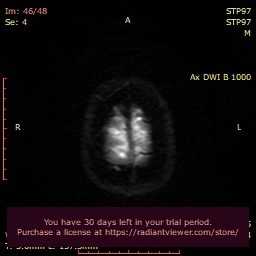 Im: 46/48
Se: 4
STP97
STP97
M
A
Ax DWI B 1000
R
L
You have 30 days left in your trial period.
Purchase a license at https://radiantviewer.com/store/